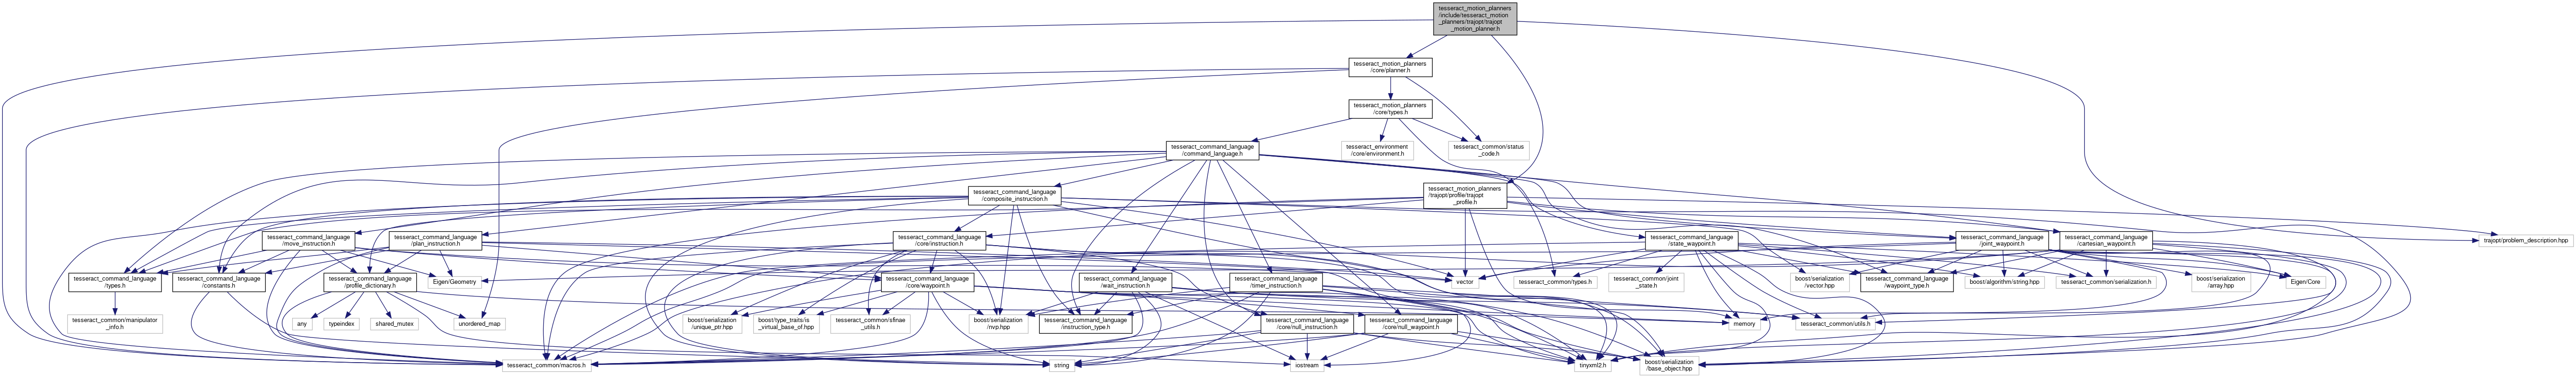 tesseract_motion_planners
/include/tesseract_motion
_planners/trajopt/trajopt
_motion_planner.h
tesseract_motion_planners
/core/planner.h
tesseract_motion_planners
/core/types.h
tesseract_command_language
/command_language.h
tesseract_environment
/core/environment.h
tesseract_common/status
_code.h
tesseract_command_language
/composite_instruction.h
tesseract_motion_planners
/trajopt/profile/trajopt
_profile.h
tesseract_command_language
/move_instruction.h
tesseract_command_language
/plan_instruction.h
tesseract_command_language
/core/instruction.h
tesseract_command_language
/state_waypoint.h
tesseract_command_language
/joint_waypoint.h
tesseract_command_language
/cartesian_waypoint.h
trajopt/problem_description.hpp
tesseract_command_language
/types.h
tesseract_command_language
/constants.h
tesseract_command_language
/profile_dictionary.h
Eigen/Geometry
tesseract_command_language
/core/waypoint.h
tesseract_command_language
/wait_instruction.h
tesseract_command_language
/timer_instruction.h
vector
tesseract_common/types.h
tesseract_common/joint
_state.h
boost/serialization
/vector.hpp
tesseract_command_language
/waypoint_type.h
boost/algorithm/string.hpp
tesseract_common/serialization.h
boost/serialization
/array.hpp
Eigen/Core
tesseract_common/manipulator
_info.h
any
typeindex
shared_mutex
unordered_map
boost/serialization
/unique_ptr.hpp
boost/type_traits/is
_virtual_base_of.hpp
tesseract_common/sfinae
_utils.h
boost/serialization
/nvp.hpp
tesseract_command_language
/instruction_type.h
tesseract_command_language
/core/null_instruction.h
tesseract_command_language
/core/null_waypoint.h
memory
tesseract_common/utils.h
tesseract_common/macros.h
string
iostream
tinyxml2.h
boost/serialization
/base_object.hpp